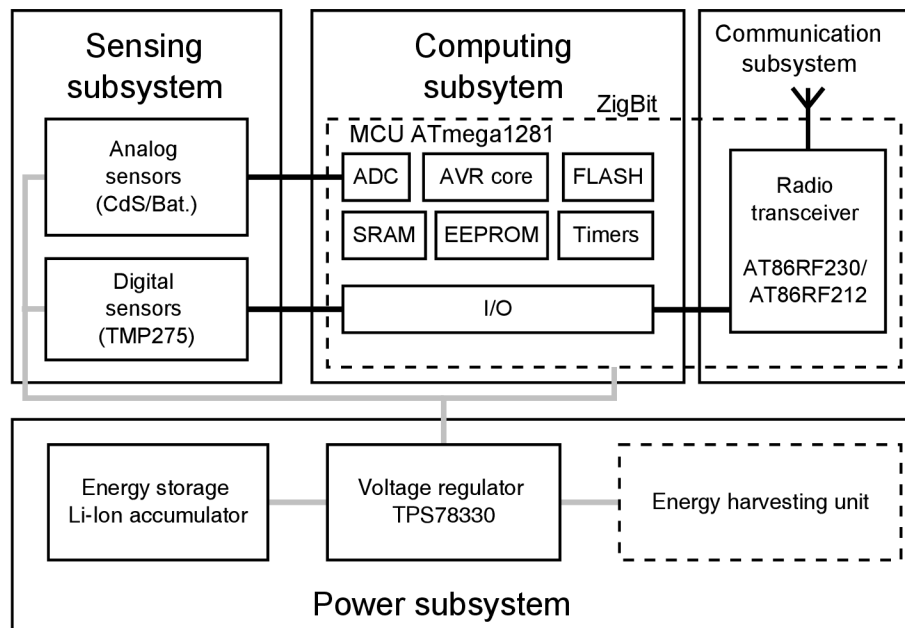 Sensing
subsystem
Analog
sensors
(CdS/Bat.)
Digital
sensors
(TMP275)
Computing
subsytem
ZigBit
MCU ATmega1281
ADC
AVR core
FLASH
SRAM
EEPROM
Timers
I/O
Communication
subsystem
Radio
transceiver
AT86RF230/
AT86RF212
Energy storage
Li-Ion accumulator
Voltage regulator
TPS78330
Energy harvesting unit
Power subsystem